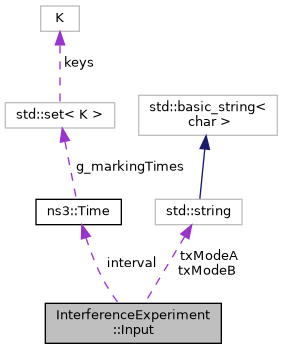 K
keys
std::set< K >
std::basic_string<
char >
g_markingTimes
ns3::Time
std::string
interval
txModeA
txModeB
InterferenceExperiment
::Input